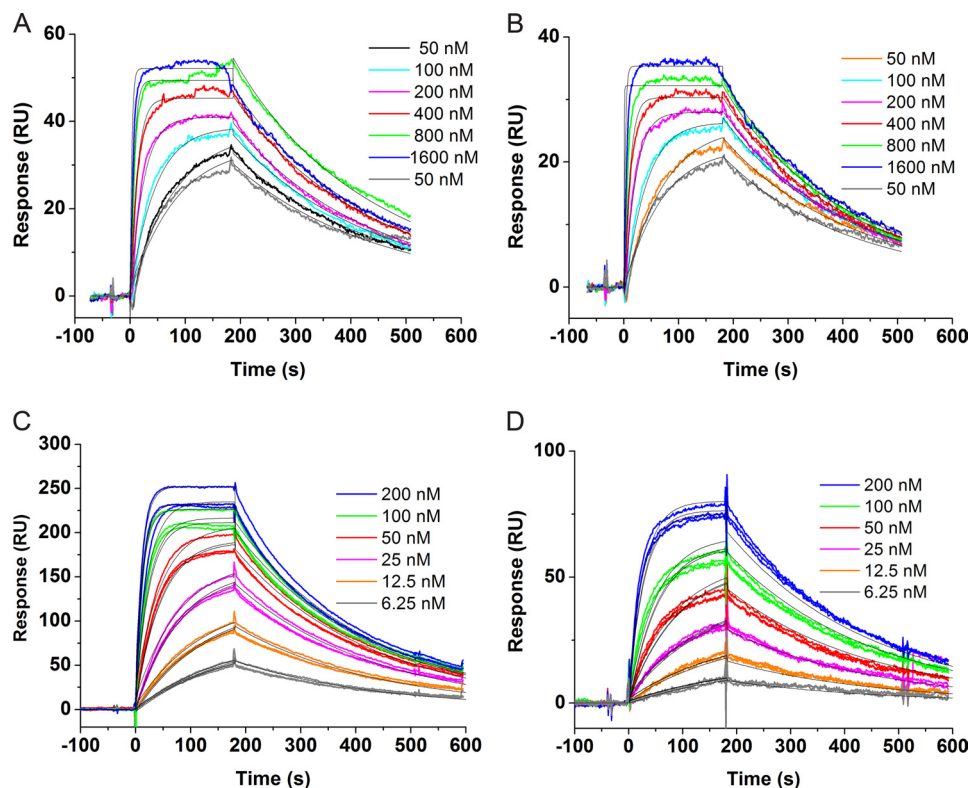 A
60
40
20
0
Response (RU)
-100 0 100 200 300 400 500 600
Time (s)
50 nM
100 nM
200 nM
400 nM
800 nM
1600 nM
50 nM
B
40
20
0
Response (RU)
-100 0 100 200 300 400 500 600
Time (s)
50 nM
100 nM
200 nM
400 nM
800 nM
1600 nM
50 nM
C
300
250
200
150
100
50
0
Response (RU)
-100 0 100 200 300 400 500 600
Time (s)
200 nM
100 nM
50 nM
25 nM
12.5 nM
6.25 nM
D
100
50
0
Response (RU)
-100 0 100 200 300 400 500 600
Time (s)
200 nM
100 nM
50 nM
25 nM
12.5 nM
6.25 nM